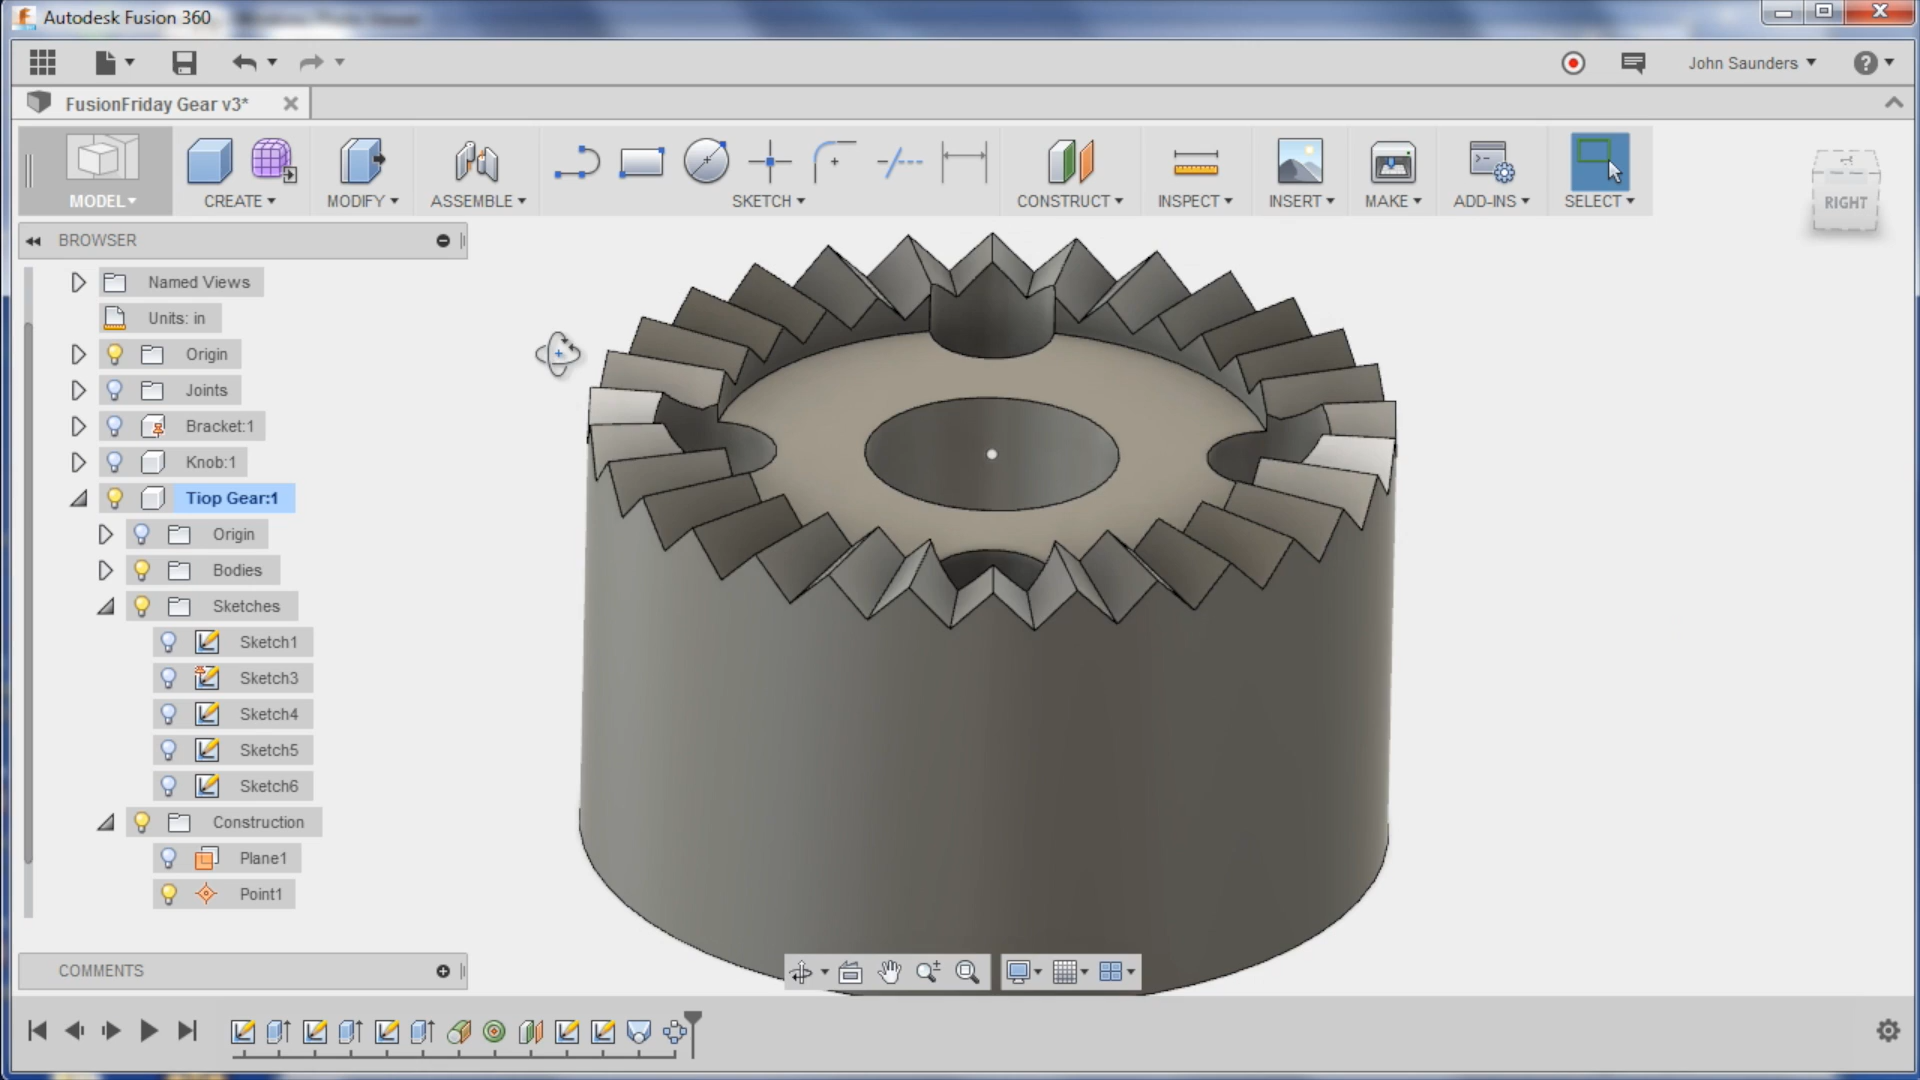 Autodesk Fusion 360
John Saunders
FusionFriday Gear v3*
MODEL
CREATE
MODIFY
ASSEMBLE
SKETCH
CONSTRUCT
INSPECT
INSERT
MAKE
ADD-INS
SELECT
RIGHT
BROWSER
Named Views
Units: in
Origin
Joints
Bracket:1
Knob:1
Tiop Gear:1
Origin
Bodies
Sketches
Sketch1
Sketch3
Sketch4
Sketch5
Sketch6
Construction
Plane1
Point1
COMMENTS